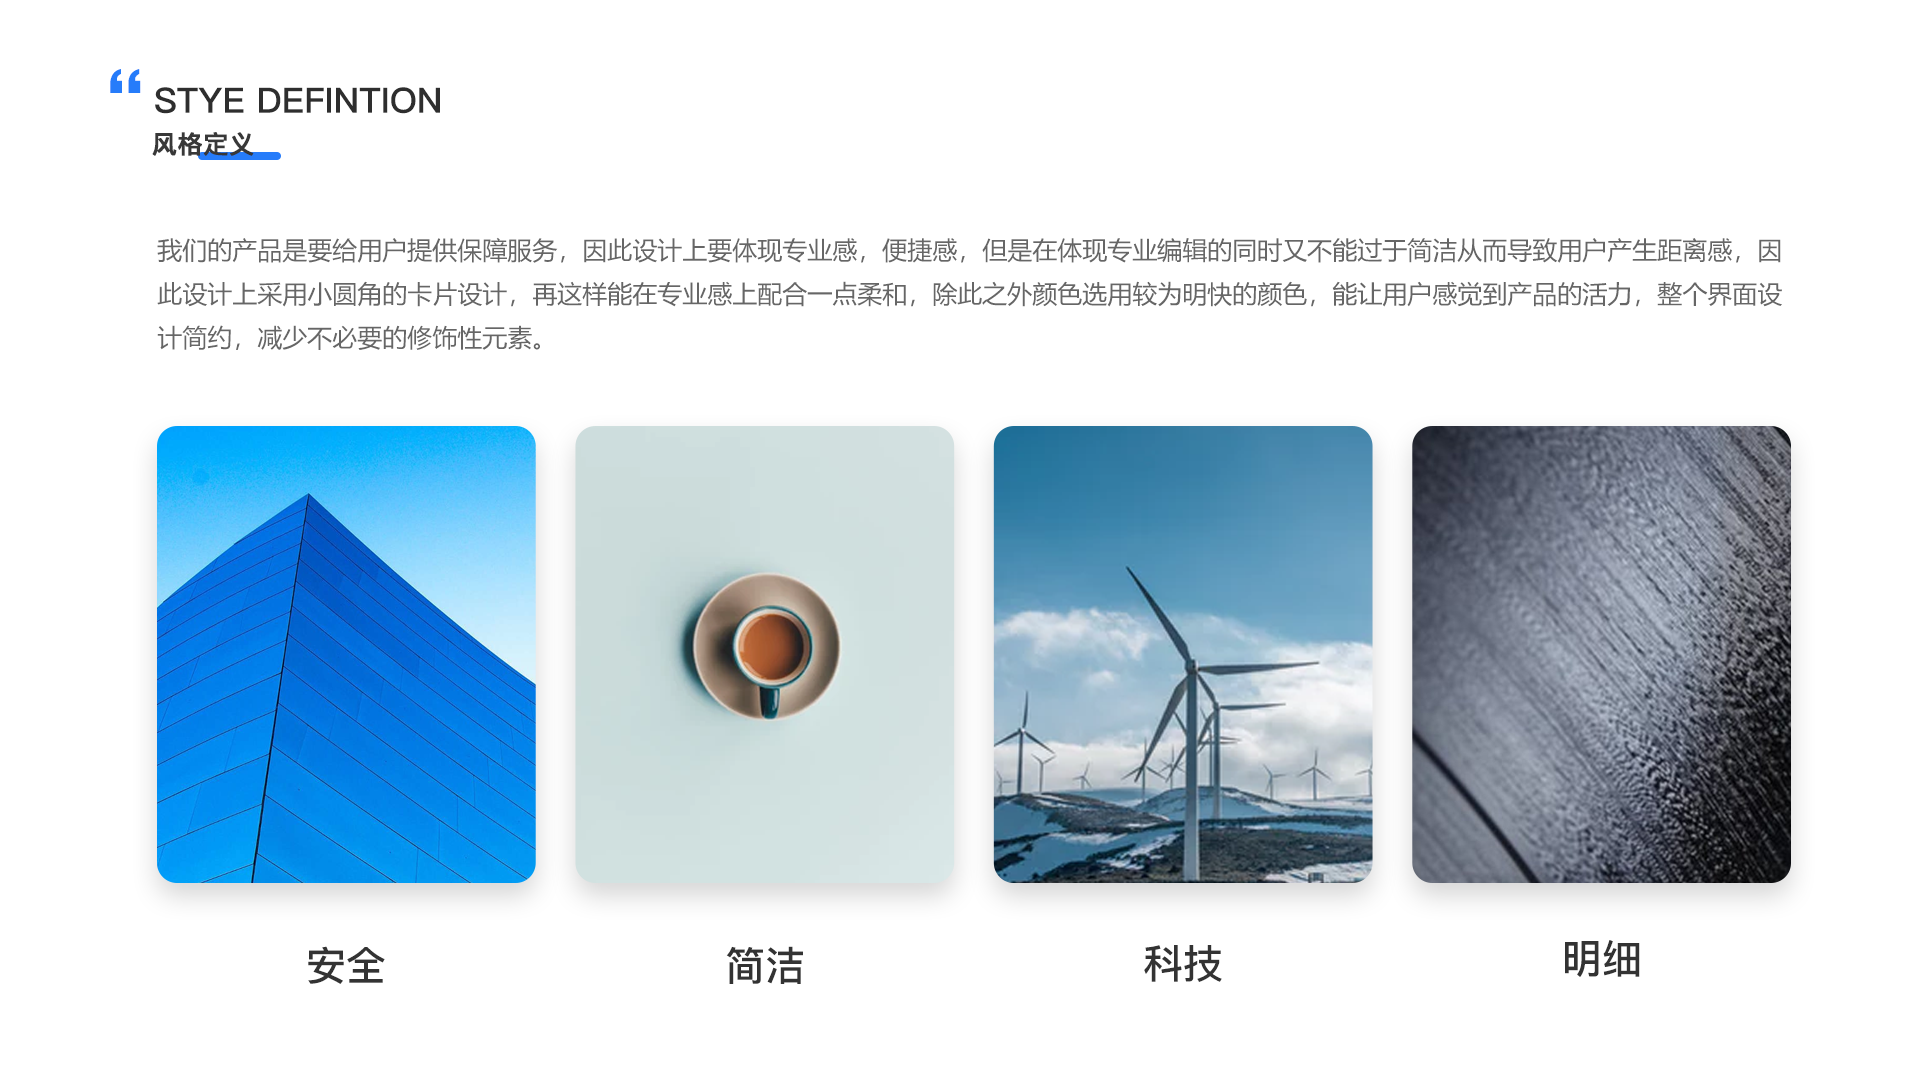 STYE DEFINTION
风格定义
我们的产品是要给用户提供保障服务，因此设计上要体现专业感，便捷感，但是在体现专业编辑的同时又不能过于简洁从而导致用户产生距离感，因
此设计上采用小圆角的卡片设计，再这样能在专业感上配合一点柔和，除此之外颜色选用较为明快的颜色，能让用户感觉到产品的活力，整个界面设
计简约，减少不必要的修饰性元素。
安全
简洁
科技
明细